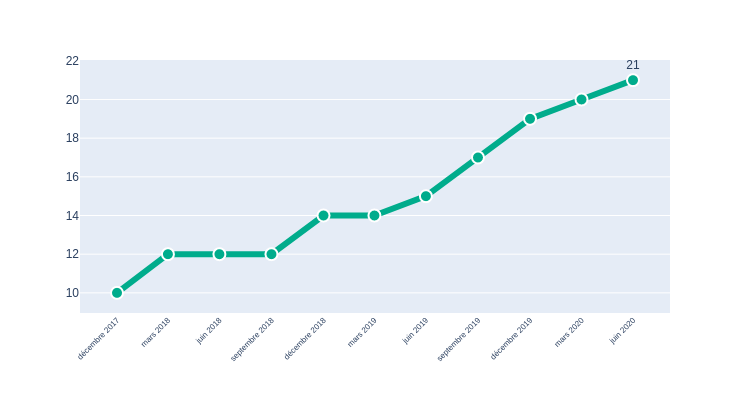 22
21
20
18
16
14
12
10
décembre 2017
mars 2018
juin 2018
septembre 2018
décembre 2018
mars 2019
juin 2019
septembre 2019
décembre 2019
mars 2020
juin 2020